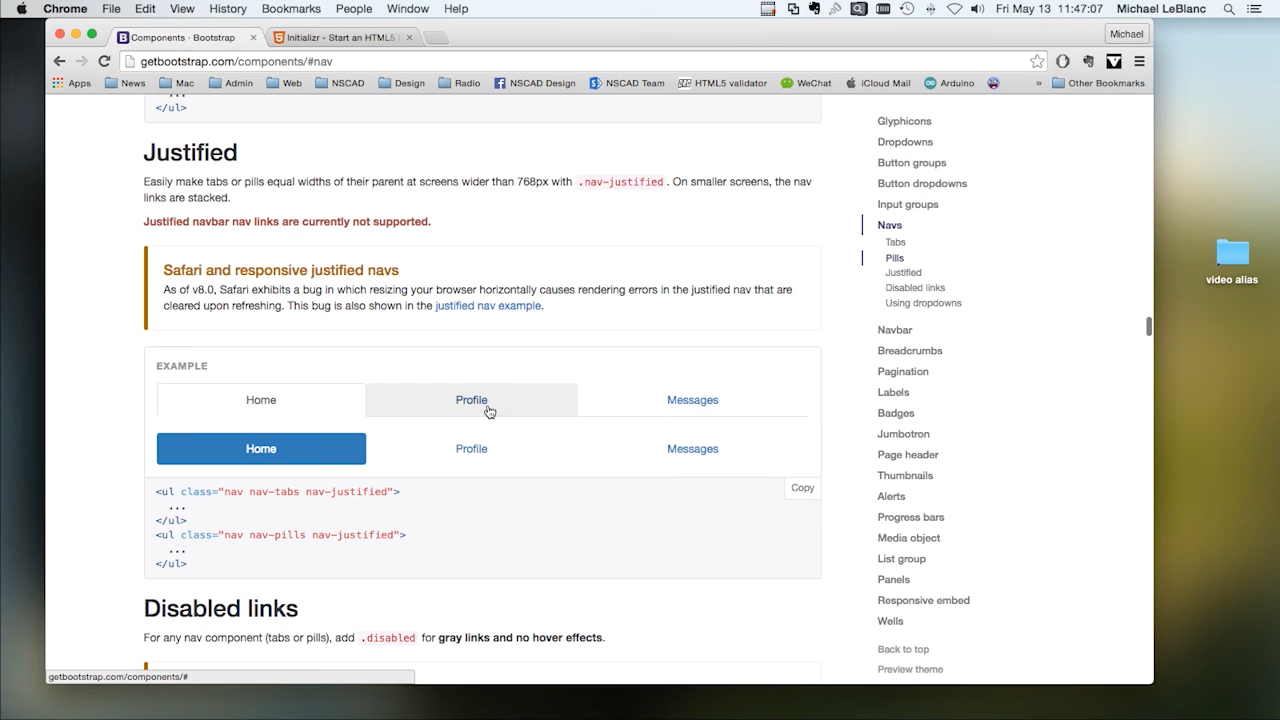 Chrome File Edit View History Bookmarks People Window Help Fri May 13 11:47:07 Michael LeBlanc
Components · Bootstrap Initializr - Start an HTML5 Michael
getbootstrap.com/components/#nav
Apps News Mac Admin Web NSCAD Design Radio NSCAD Design NSCAD Team HTML5 validator WeChat iCloud Mail Arduino » Other Bookmarks
</ul>
Justified
Easily make tabs or pills equal widths of their parent at screens wider than 768px with .nav-justified. On smaller screens, the nav
links are stacked.
Justified navbar nav links are currently not supported.
Safari and responsive justified navs
As of v8.0, Safari exhibits a bug in which resizing your browser horizontally causes rendering errors in the justified nav that are
cleared upon refreshing. This bug is also shown in the justified nav example.
EXAMPLE
Home Profile Messages
Home Profile Messages
Copy
<ul class="nav nav-tabs nav-justified">
...
</ul>
<ul class="nav nav-pills nav-justified">
...
</ul>
Disabled links
For any nav component (tabs or pills), add .disabled for gray links and no hover effects.
getbootstrap.com/components/#
Glyphicons
Dropdowns
Button groups
Button dropdowns
Input groups
Navs
Tabs
Pills
Justified
Disabled links
Using dropdowns
Navbar
Breadcrumbs
Pagination
Labels
Badges
Jumbotron
Page header
Thumbnails
Alerts
Progress bars
Media object
List group
Panels
Responsive embed
Wells
Back to top
Preview theme
video alias